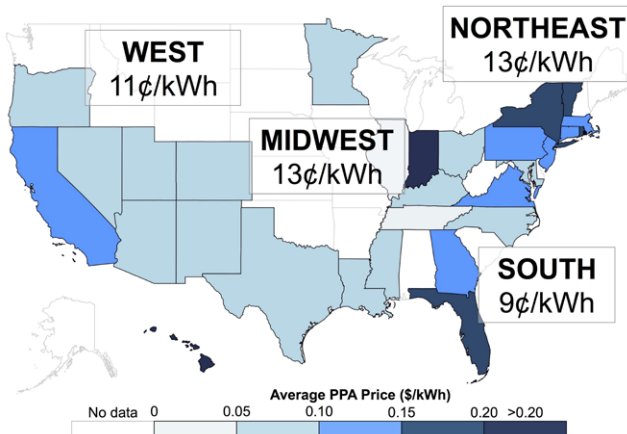 NORTHEAST
13¢/kWh
WEST
11¢/kWh
MIDWEST
13¢/kWh
SOUTH
9¢/kWh
Average PPA Price ($/kWh)
No data 0 0.05 0.10 0.15 0.20 >0.20